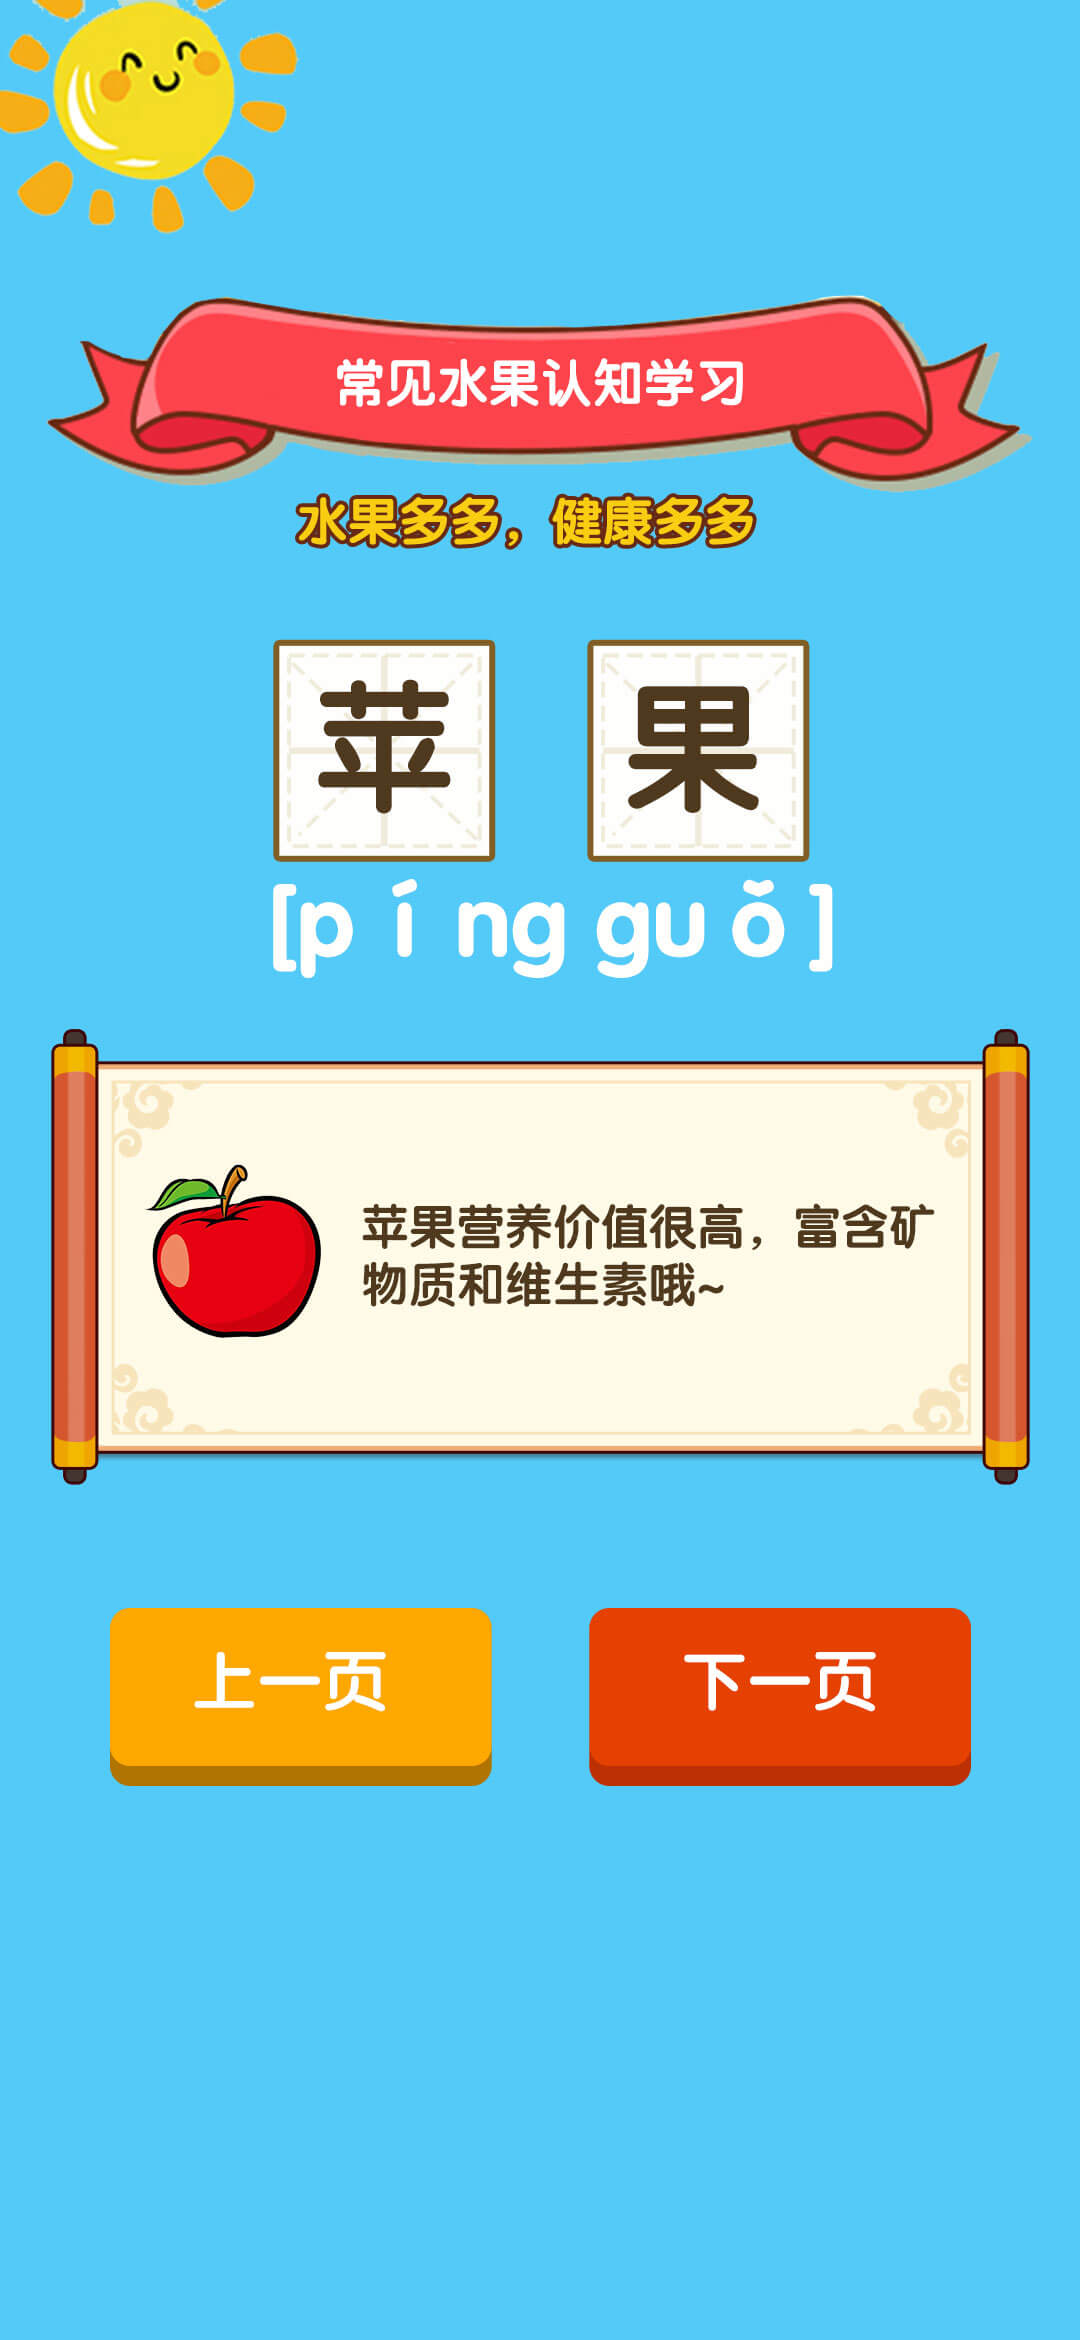 常见水果认知学习
水果多多，健康多多
苹果
[píng guǒ]
苹果营养价值很高，富含矿
物质和维生素哦~
上一页 下一页